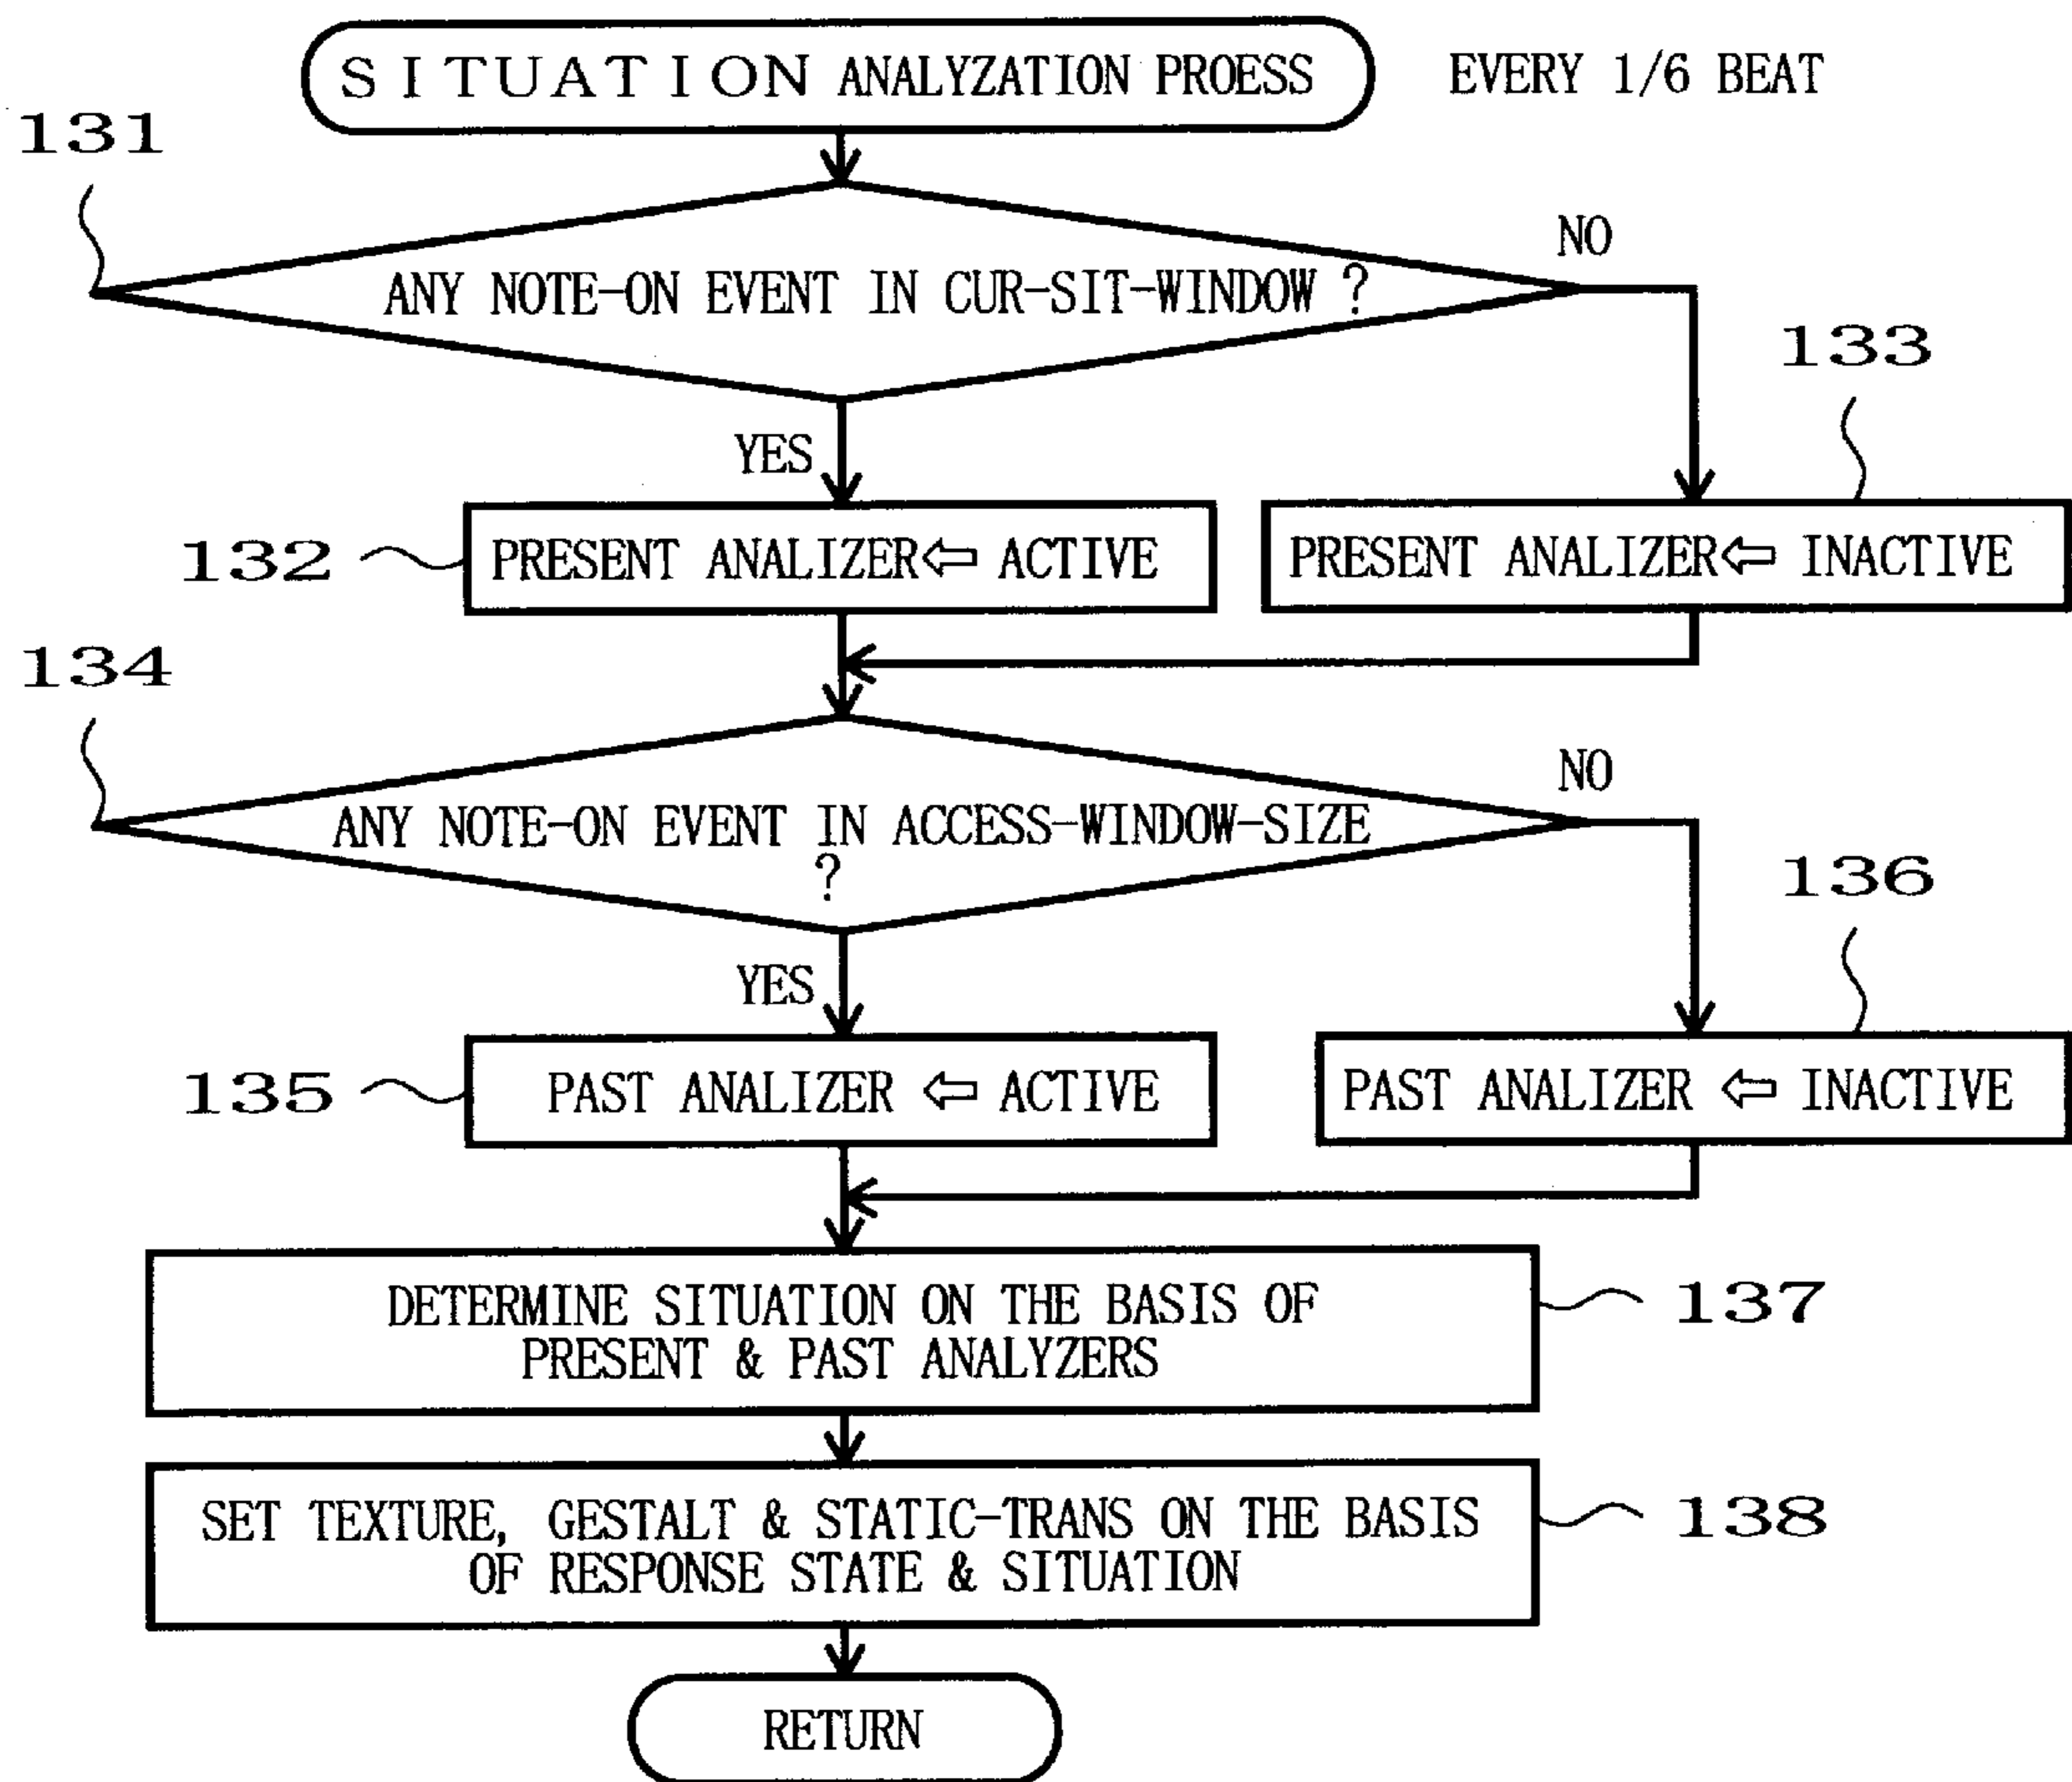 SITUATION ANALYZATION PROESS
EVERY 1/6 BEAT
131
ANY NOTE-ON EVENT IN CUR-SIT-WINDOW ?
NO
YES
133
132
PRESENT ANALIZER⇦ ACTIVE
PRESENT ANALIZER⇦ INACTIVE
134
ANY NOTE-ON EVENT IN ACCESS-WINDOW-SIZE
?
NO
YES
136
135
PAST ANALIZER ⇦ ACTIVE
PAST ANALIZER ⇦ INACTIVE
DETERMINE SITUATION ON THE BASIS OF
PRESENT & PAST ANALYZERS
137
SET TEXTURE, GESTALT & STATIC-TRANS ON THE BASIS
OF RESPONSE STATE & SITUATION
138
RETURN